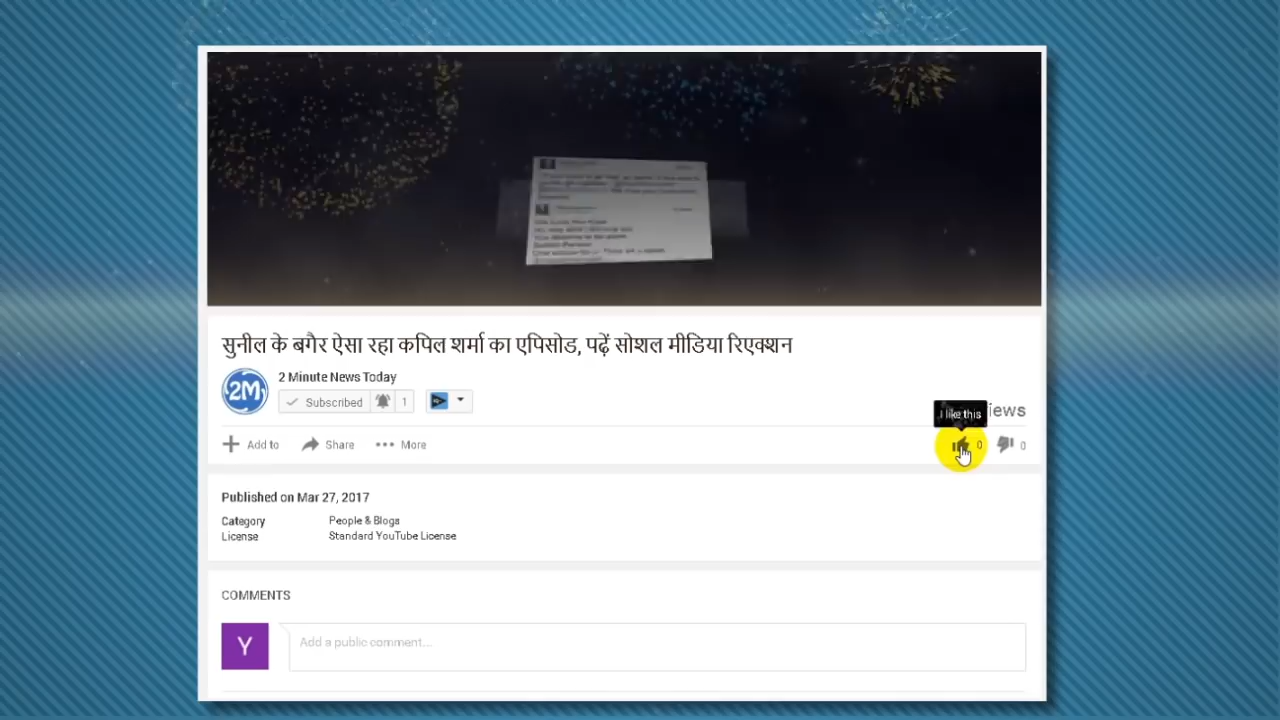 सुनील के बगैर ऐसा रहा कपिल शर्मा का एपिसोड, पढ़ें सोशल मीडिया रिएक्शन
2M
2 Minute News Today
Subscribed 1
I like this
Add to Share More 0 0
Published on Mar 27, 2017
Category People & Blogs
License Standard YouTube License
COMMENTS
Y
Add a public comment...